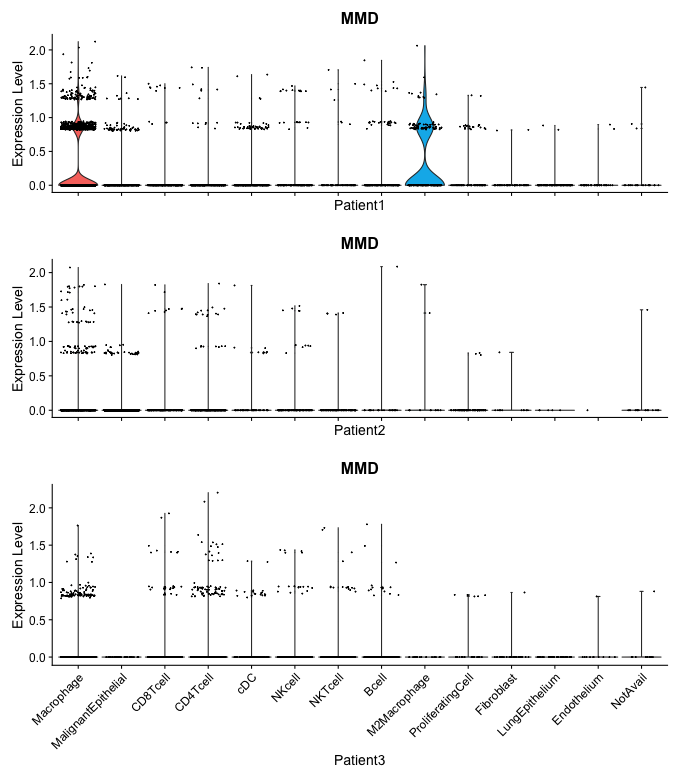 MMD
Expression Level
2.0
1.5
1.0
0.5
0.0
Patient1
MMD
Expression Level
2.0
1.5
1.0
0.5
0.0
Patient2
MMD
Expression Level
2.0
1.5
1.0
0.5
0.0
Macrophage
MalignantEpithelial
CD8Tcell
CD4Tcell
cDC
NKcell
NKTcell
Bcell
M2Macrophage
ProliferatingCell
Fibroblast
LungEpithelium
Endothelium
NotAvail
Patient3